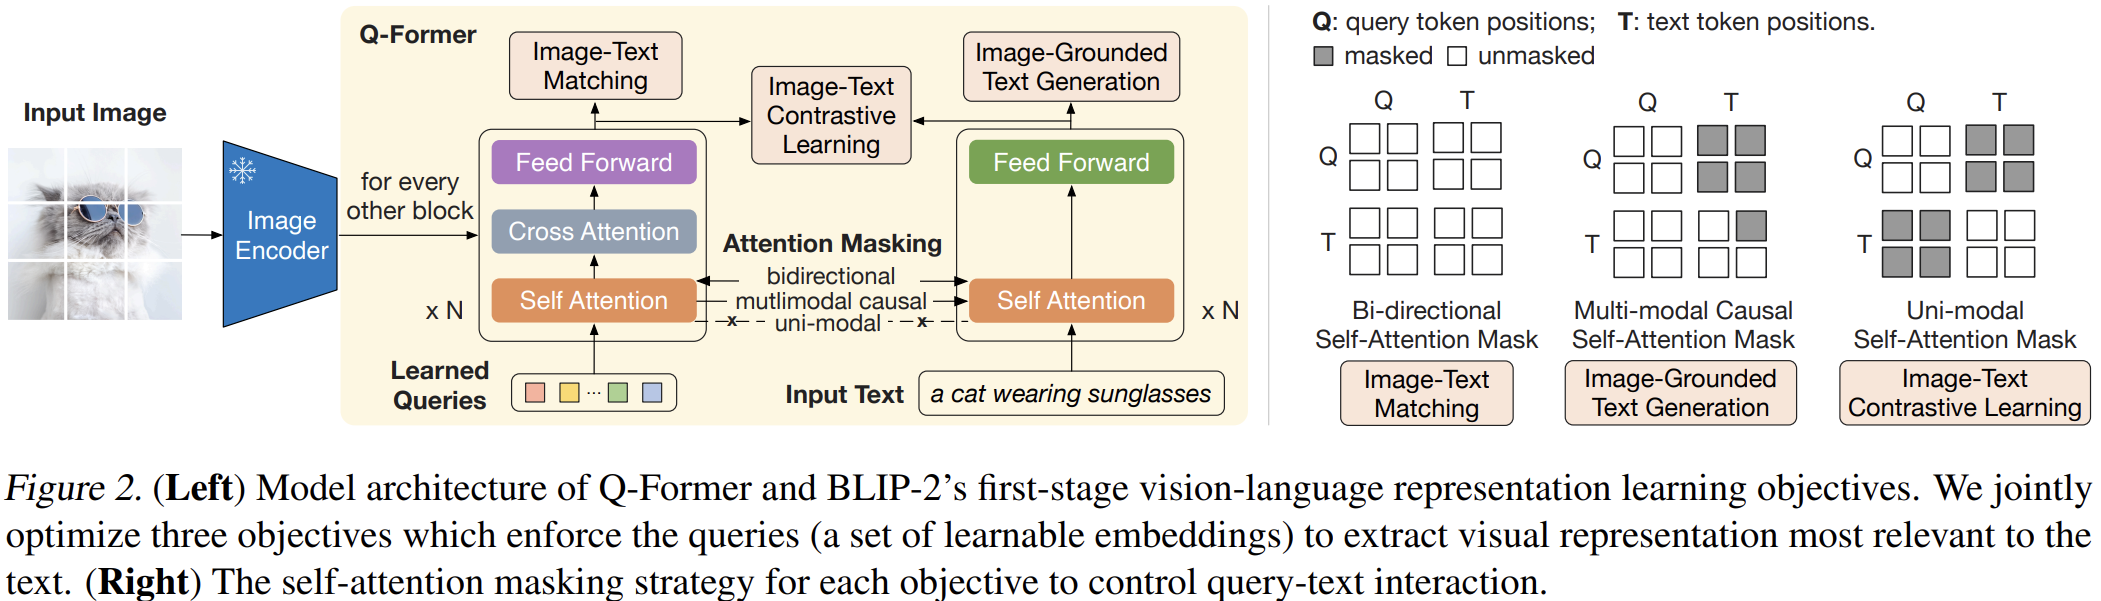 Q-Former
Input Image
Image
Encoder
for every
other block
Image-Text
Matching
Image-Text
Contrastive
Learning
Image-Grounded
Text Generation
Feed Forward
Cross Attention
Self Attention
x N
Attention Masking
bidirectional
mutlimodal causal
x uni-modal x
Feed Forward
Self Attention
x N
Learned
Queries
...
Input Text
a cat wearing sunglasses
Q: query token positions; T: text token positions.
masked unmasked
Q T
Q
T
Bi-directional
Self-Attention Mask
Image-Text
Matching
Q T
Q
T
Multi-modal Causal
Self-Attention Mask
Image-Grounded
Text Generation
Q T
Q
T
Uni-modal
Self-Attention Mask
Image-Text
Contrastive Learning
Figure 2. (Left) Model architecture of Q-Former and BLIP-2's first-stage vision-language representation learning objectives. We jointly
optimize three objectives which enforce the queries (a set of learnable embeddings) to extract visual representation most relevant to the
text. (Right) The self-attention masking strategy for each objective to control query-text interaction.